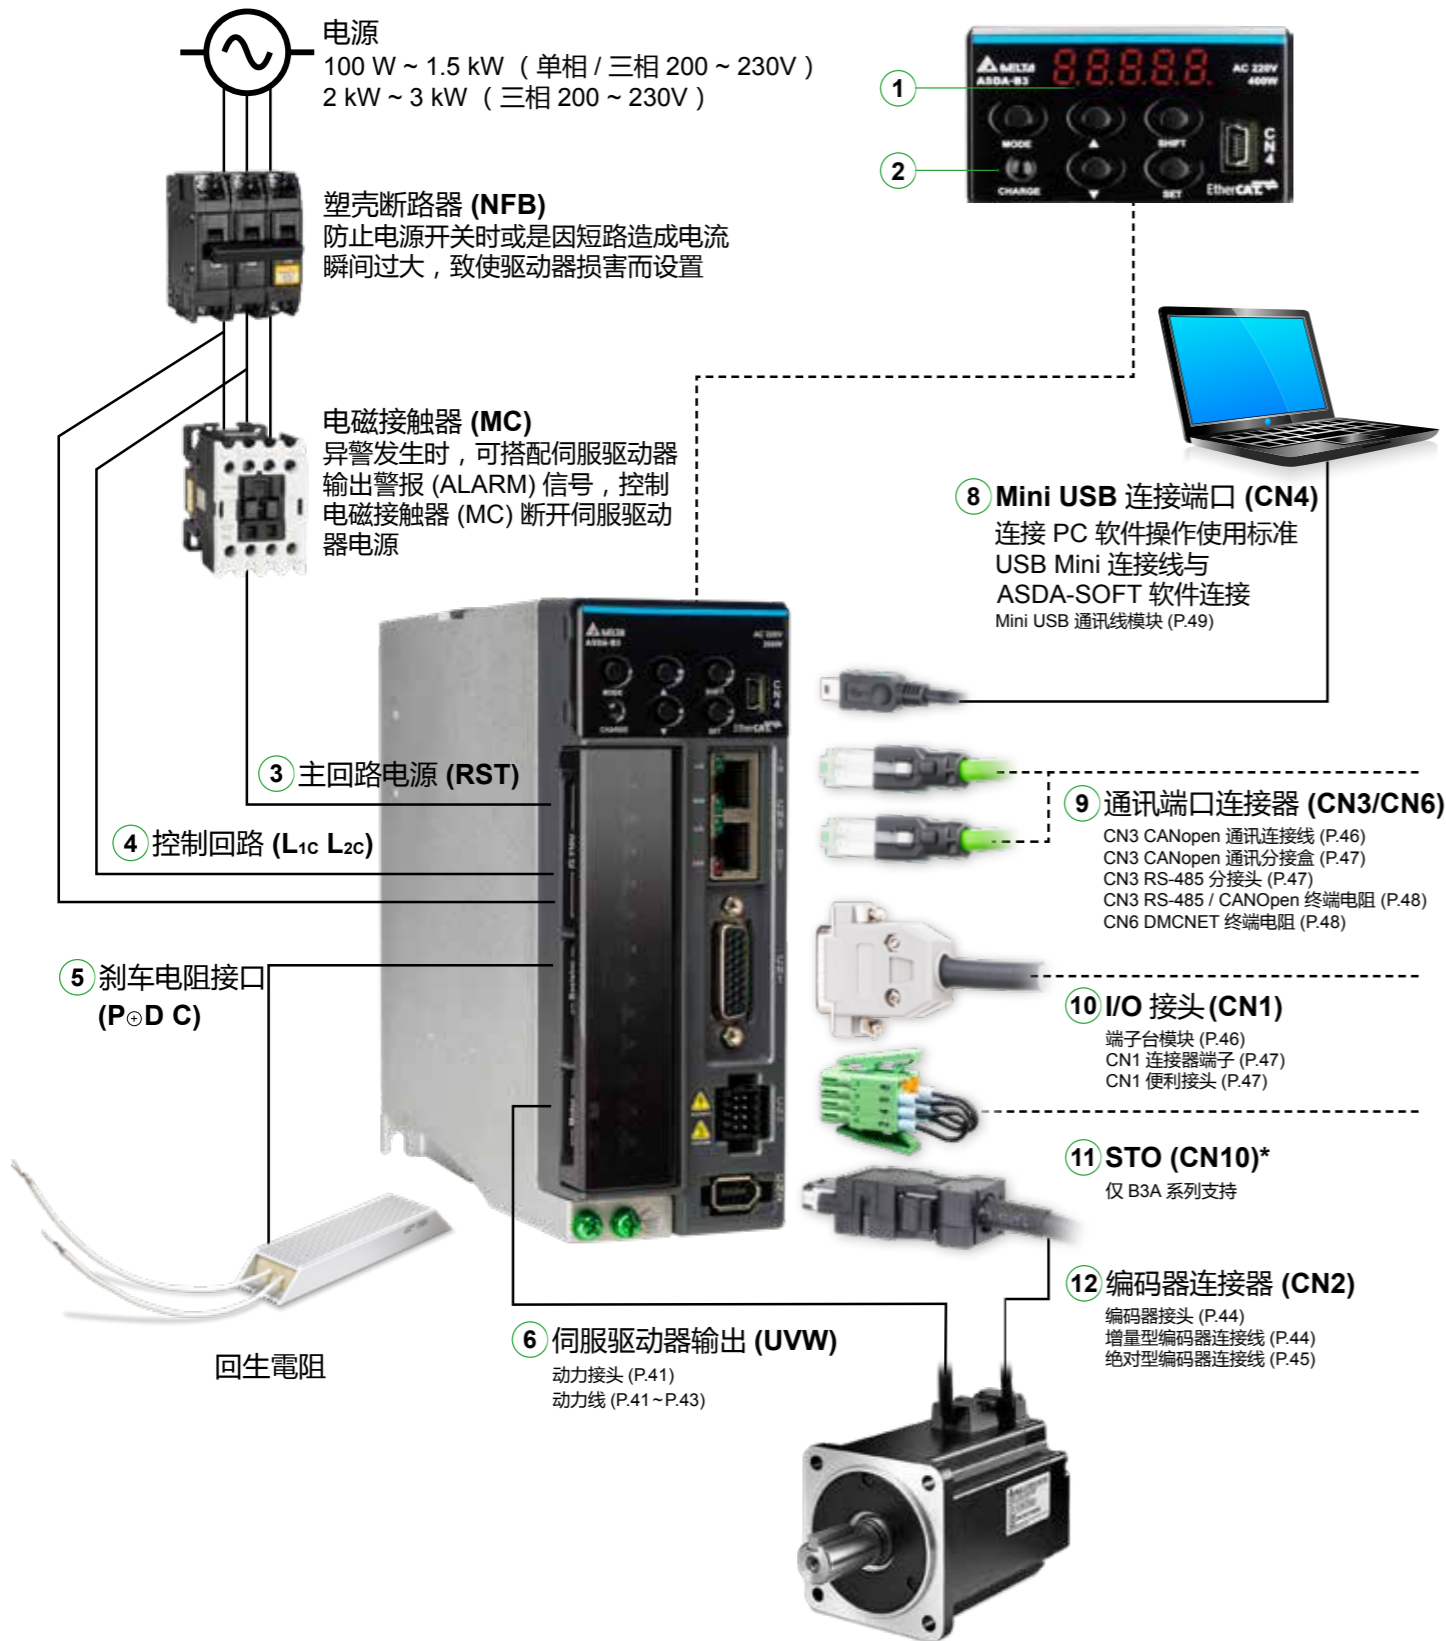 电源
100 W ~ 1.5 kW （ 单相 / 三相 200 ~ 230V ）
2 kW ~ 3 kW （ 三相 200 ~ 230V ）
塑壳断路器 (NFB)
防止电源开关时或是因短路造成电流
瞬间过大，致使驱动器损害而设置
电磁接触器 (MC)
异警发生时，可搭配伺服驱动器
输出警报 (ALARM) 信号，控制
电磁接触器 (MC) 断开伺服驱动
器电源
1
2
DELTA
ASDA-B3
AC 220V
400W
MODE
▲
SHIFT
CHARGE
▼
SET
CN4
EtherCAT
8 Mini USB 连接端口 (CN4)
连接 PC 软件操作使用标准
USB Mini 连接线与
ASDA-SOFT 软件连接
Mini USB 通讯线模块 (P.49)
DELTA
ASDA-B3
AC 220V
MODE
▲
SHIFT
CHARGE
▼
SET
CN4
EtherCAT
3 主回路电源 (RST)
4 控制回路 (L1C L2C)
5 刹车电阻接口
(P⊕D C)
回生電阻
6 伺服驱动器输出 (UVW)
动力接头 (P.41)
动力线 (P.41~P.43)
9 通讯端口连接器 (CN3/CN6)
CN3 CANopen 通讯连接线 (P.46)
CN3 CANopen 通讯分接盒 (P.47)
CN3 RS-485 分接头 (P.47)
CN3 RS-485 / CANOpen 终端电阻 (P.48)
CN6 DMCNET 终端电阻 (P.48)
10 I/O 接头 (CN1)
端子台模块 (P.46)
CN1 连接器端子 (P.47)
CN1 便利接头 (P.47)
11 STO (CN10)*
仅 B3A 系列支持
12 编码器连接器 (CN2)
编码器接头 (P.44)
增量型编码器连接线 (P.44)
绝对型编码器连接线 (P.45)